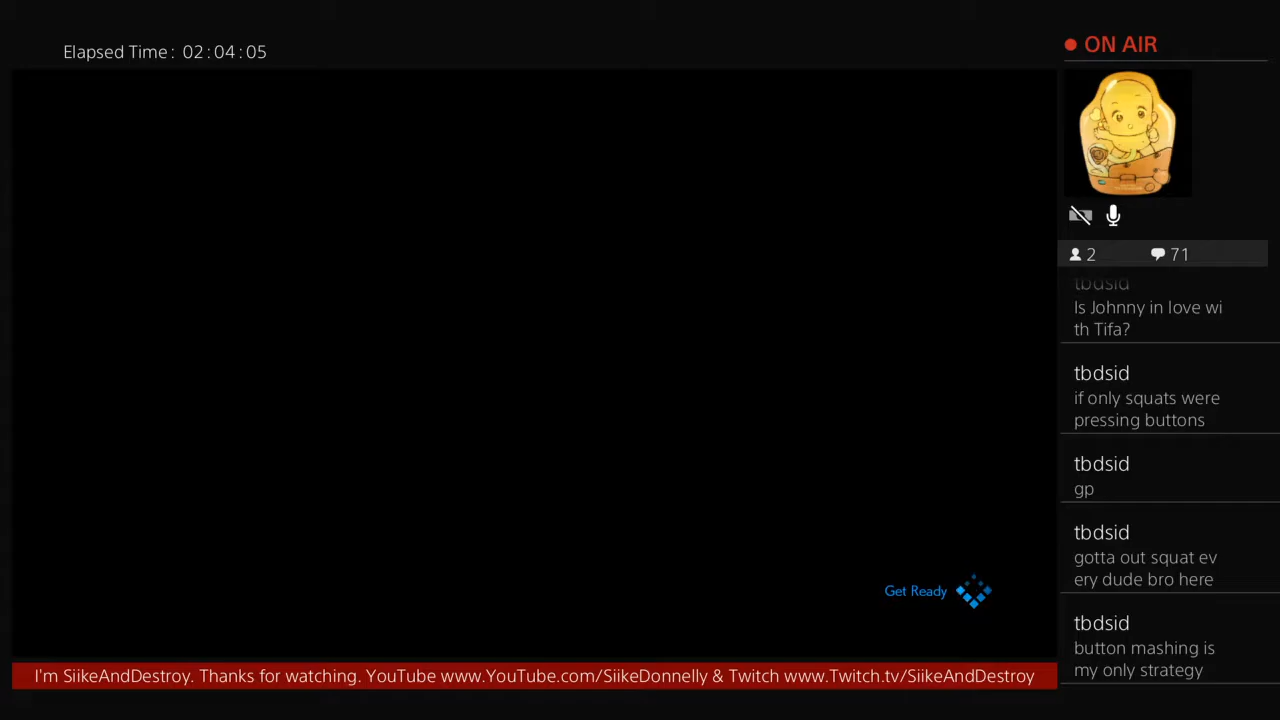 Elapsed Time: 02:04:05
ON AIR
2 71
tbdsid
Is Johnny in love wi
th Tifa?
tbdsid
if only squats were
pressing buttons
tbdsid
gp
tbdsid
gotta out squat ev
ery dude bro here
tbdsid
button mashing is
my only strategy
Get Ready
I'm SiikeAndDestroy. Thanks for watching. YouTube www.YouTube.com/SiikeDonnelly & Twitch www.Twitch.tv/SiikeAndDestroy